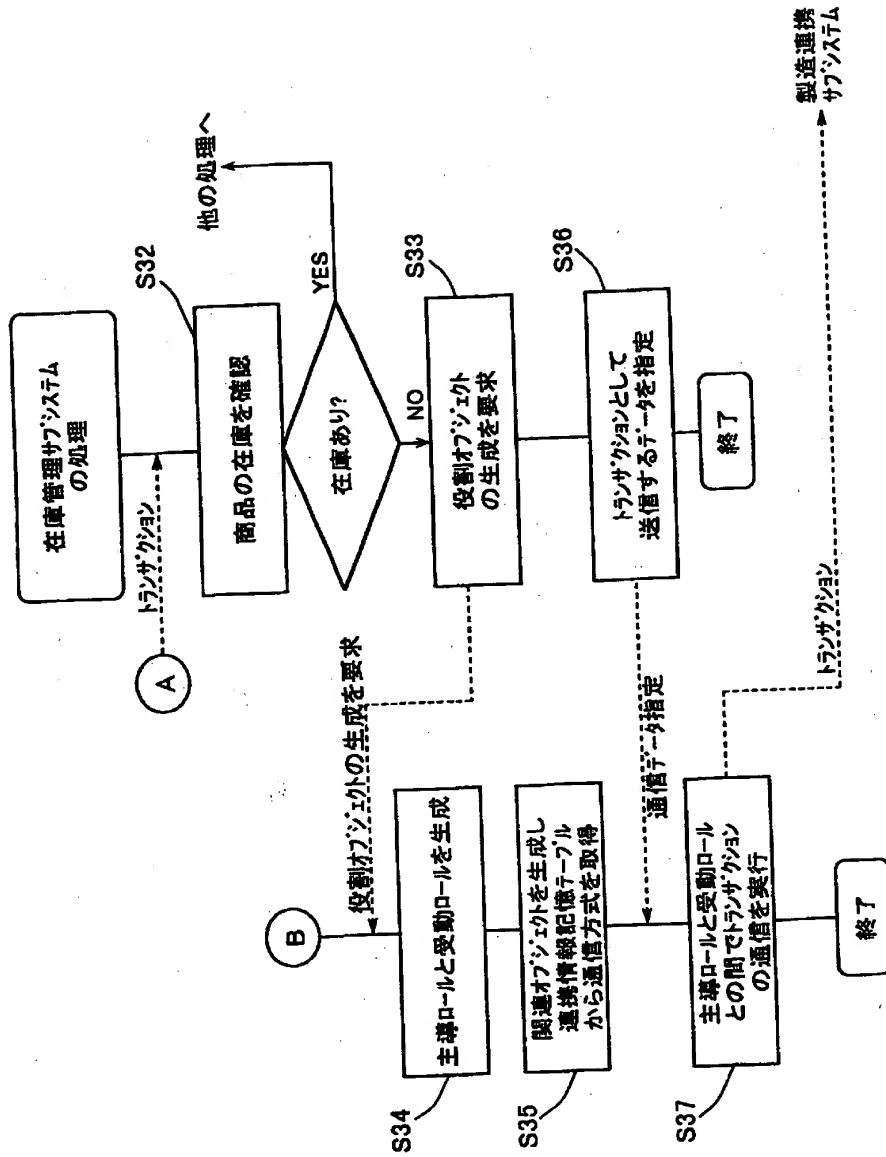 在庫管理サブシステム
の処理
A
トランザクション
S32
商品の在庫を確認
在庫あり?
YES
他の処理へ
NO
S33
役割オブジェクト
の生成を要求
S36
トランザクションとして
送信するデータを指定
終了
B
役割オブジェクトの生成を要求
S34
主導ロールと受動ロールを生成
S35
関連オブジェクトを生成し
連携情報記憶テーブル
から通信方式を取得
通信データ指定
S37
主導ロールと受動ロール
との間でトランザクション
の通信を実行
トランザクション
製造連携
サブシステム
終了